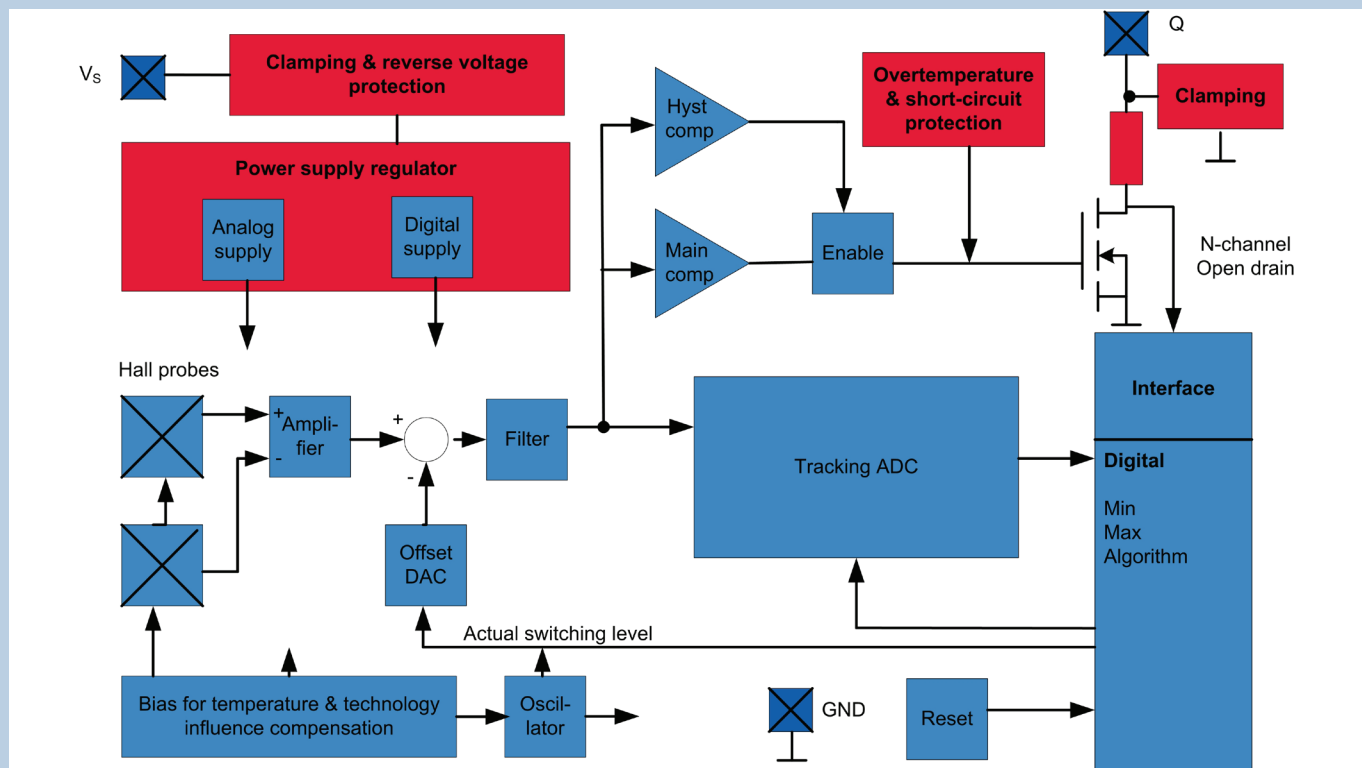 V_S
Clamping & reverse voltage
protection
Power supply regulator
Analog
supply
Digital
supply
Hyst
comp
Main
comp
Overtemperature
& short-circuit
protection
Enable
Q
Clamping
N-channel
Open drain
Hall probes
+
-
Ampli-
fier
+
-
Filter
Tracking ADC
Interface
Digital
Min
Max
Algorithm
Offset
DAC
Actual switching level
Bias for temperature & technology
influence compensation
Oscil-
lator
GND
Reset